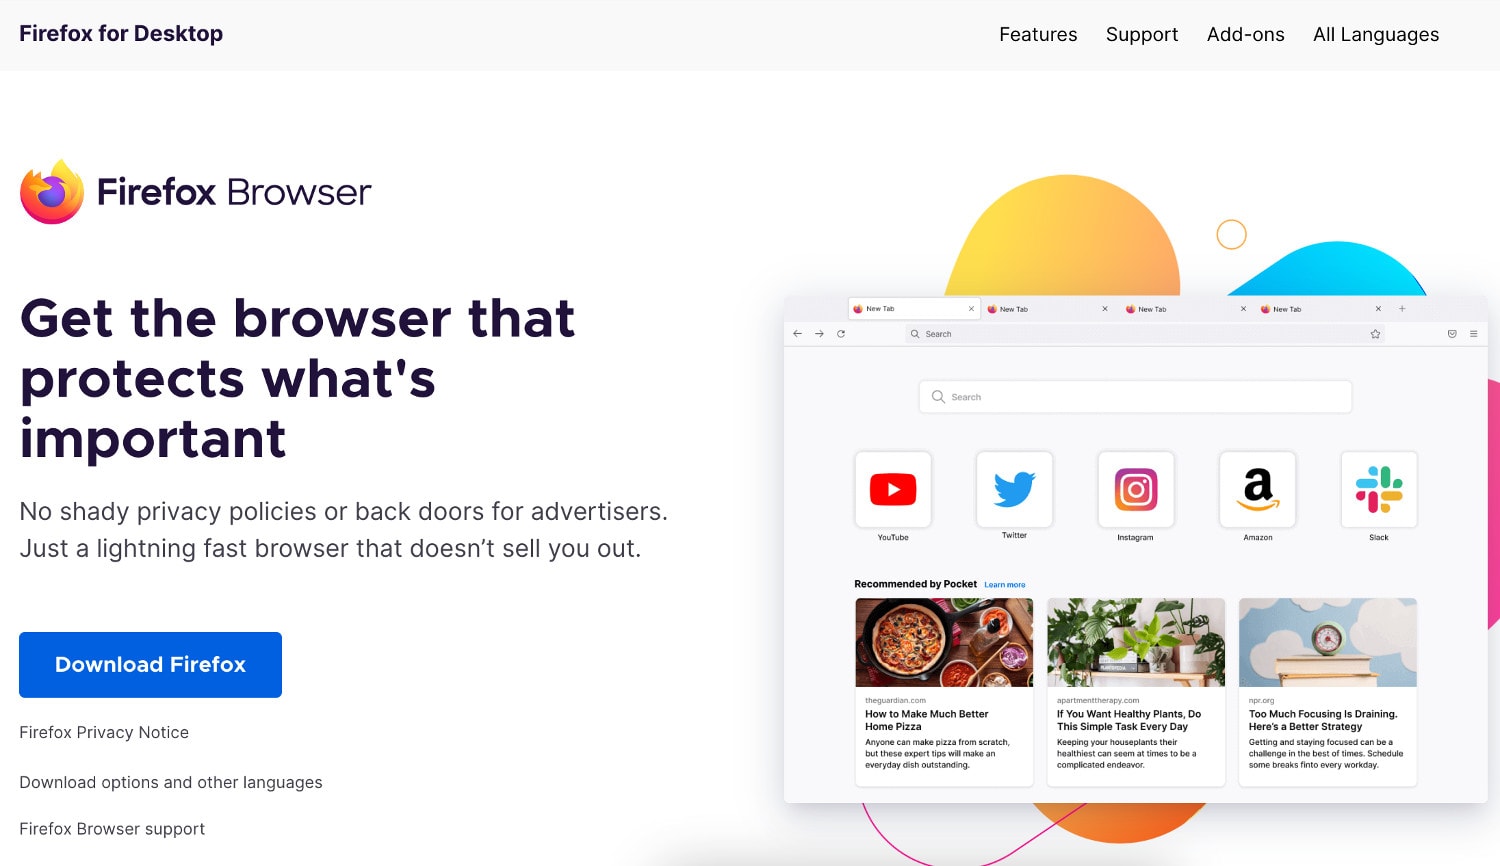 Firefox for Desktop
Features Support Add-ons All Languages
Firefox Browser
Get the browser that
protects what's
important
No shady privacy policies or back doors for advertisers.
Just a lightning fast browser that doesn’t sell you out.
Download Firefox
Firefox Privacy Notice
Download options and other languages
Firefox Browser support
New Tab New Tab New Tab New Tab
Search
Search
YouTube Twitter Instagram Amazon Slack
Recommended by Pocket Learn more
theguardian.com
How to Make Much Better
Home Pizza
Anyone can make pizza from scratch,
but these expert tips will make an
everyday dish outstanding.
apartmenttherapy.com
If You Want Healthy Plants, Do
This Simple Task Every Day
Keeping your houseplants their
healthiest can seem at times to be a
complicated endeavor.
npr.org
Too Much Focusing Is Draining.
Here’s a Better Strategy
Getting and staying focused can be a
challenge in the best of times. Schedule
some breaks finto every workday.